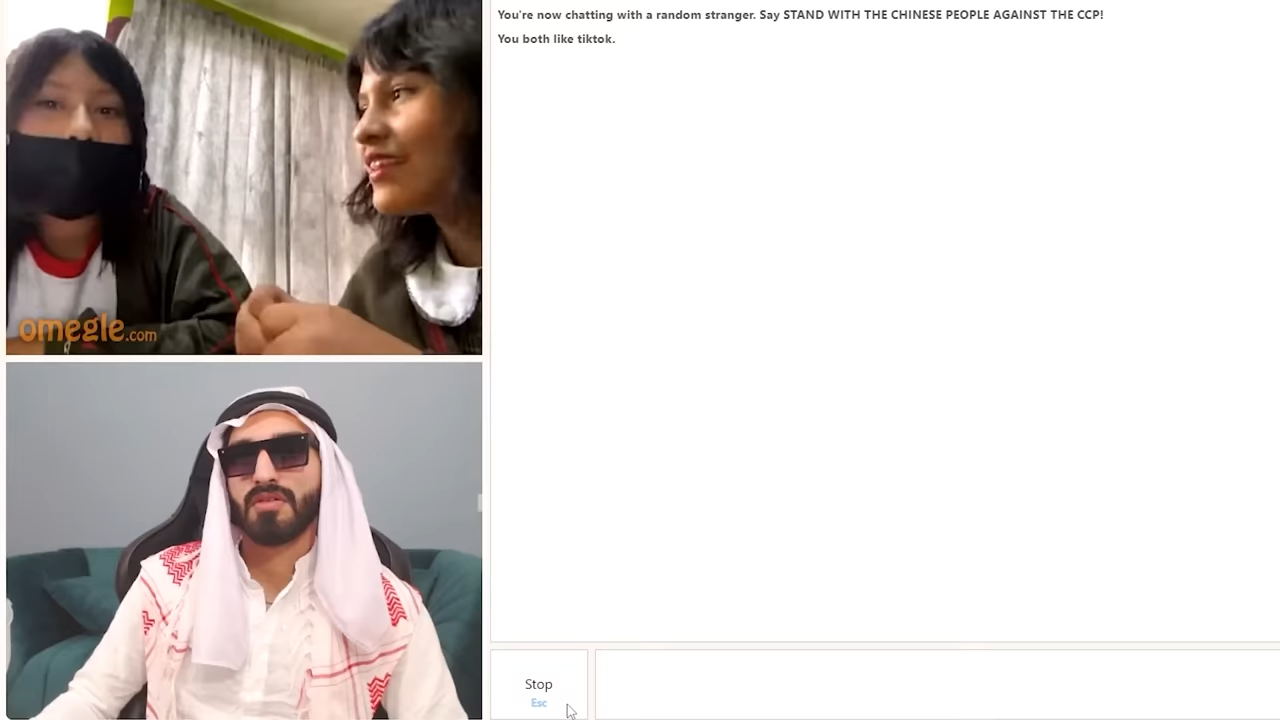 You're now chatting with a random stranger. Say STAND WITH THE CHINESE PEOPLE AGAINST THE CCP!
You both like tiktok.
omegle.com
Stop
Esc